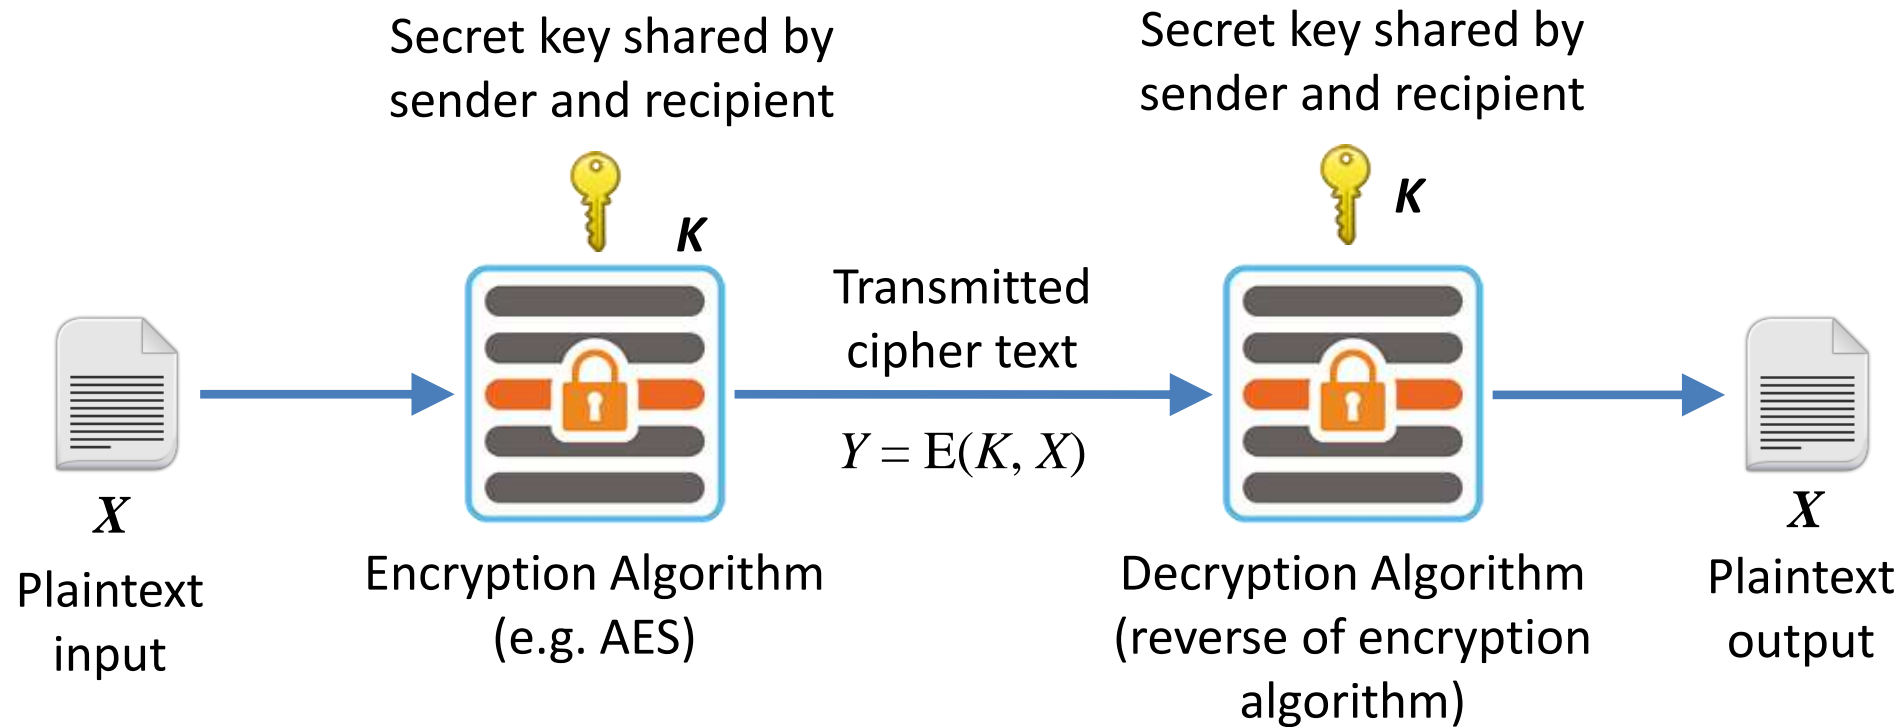 Secret key shared by
sender and recipient
Secret key shared by
sender and recipient
K
K
Transmitted
cipher text
Y = E(K, X)
X
Plaintext
input
Encryption Algorithm
(e.g. AES)
Decryption Algorithm
(reverse of encryption
algorithm)
X
Plaintext
output